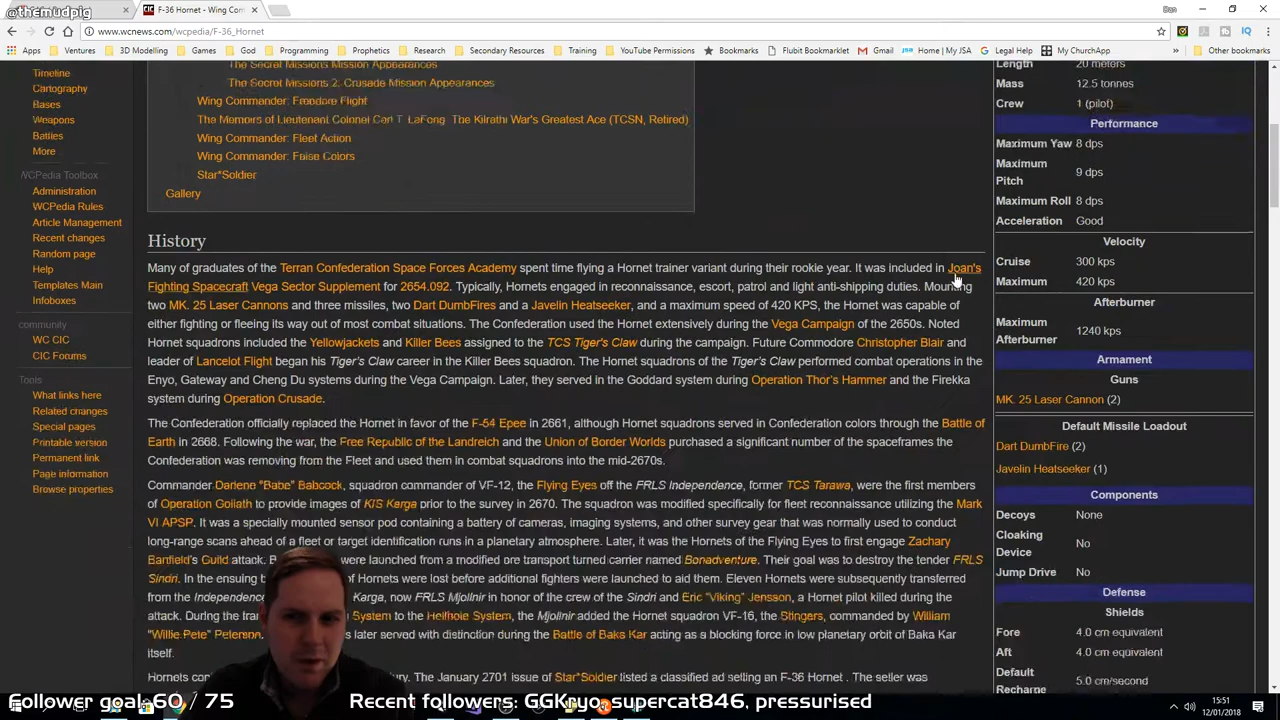 @themudpig
F-36 Hornet - Wing Com
Dan
www.wcnews.com/wcpedia/F-36_Hornet
Apps Ventures 3D Modelling Games God Programming Prophetics Research Secondary Resources Training YouTube Permissions Bookmarks Flubit Bookmarklet Gmail Home | My JSA Legal Help My ChurchApp » Other bookmarks
Timeline
Cartography
Bases
Weapons
Battles
More
WCPedia Toolbox
Administration
WCPedia Rules
Article Management
Recent changes
Random page
Help
Templates Main
Infoboxes
community
WC CIC
CIC Forums
Tools
What links here
Related changes
Special pages
Printable version
Permanent link
Page information
Browse properties
The Secret Missions Mission Appearances
The Secret Missions 2: Crusade Mission Appearances
Wing Commander: Freedom Flight
The Memoirs of Lieutenant Colonel Carl T. LaFong, The Kilrathi War's Greatest Ace (TCSN, Retired)
Wing Commander: Fleet Action
Wing Commander: False Colors
Star*Soldier
Gallery
History
Many of graduates of the Terran Confederation Space Forces Academy spent time flying a Hornet trainer variant during their rookie year. It was included in Joan's
Fighting Spacecraft Vega Sector Supplement for 2654.092. Typically, Hornets engaged in reconnaissance, escort, patrol and light anti-shipping duties. Mounting
two MK. 25 Laser Cannons and three missiles, two Dart DumbFires and a Javelin Heatseeker, and a maximum speed of 420 KPS, the Hornet was capable of
either fighting or fleeing its way out of most combat situations. The Confederation used the Hornet extensively during the Vega Campaign of the 2650s. Noted
Hornet squadrons included the Yellowjackets and Killer Bees assigned to the TCS Tiger's Claw during the campaign. Future Commodore Christopher Blair and
leader of Lancelot Flight began his Tiger's Claw career in the Killer Bees squadron. The Hornet squadrons of the Tiger's Claw performed combat operations in the
Enyo, Gateway and Cheng Du systems during the Vega Campaign. Later, they served in the Goddard system during Operation Thor's Hammer and the Firekka
system during Operation Crusade.
The Confederation officially replaced the Hornet in favor of the F-54 Epee in 2661, although Hornet squadrons served in Confederation colors through the Battle of
Earth in 2668. Following the war, the Free Republic of the Landreich and the Union of Border Worlds purchased a significant number of the spaceframes the
Confederation was removing from the Fleet and used them in combat squadrons into the mid-2670s.
Commander Darlene "Babe" Babcock, squadron commander of VF-12, the Flying Eyes off the FRLS Independence, former TCS Tarawa, were the first members
of Operation Goliath to provide images of KIS Karga prior to the survey in 2670. The squadron was modified specifically for fleet reconnaissance utilizing the Mark
VI APSP. It was a specially mounted sensor pod containing a battery of cameras, imaging systems, and other survey gear that was normally used to conduct
long-range scans ahead of a fleet or target identification runs in a planetary atmosphere. Later, it was the Hornets of the Flying Eyes to first engage Zachary
Banfield's Guild attack. B were launched from a modified ore transport turned carrier named Bonadventure. Their goal was to destroy the tender FRLS
Sindri. In the ensuing b of Hornets were lost before additional fighters were launched to aid them. Eleven Hornets were subsequently transferred
from the Independence Karga, now FRLS Mjollnir in honor of the crew of the Sindri and Eric "Viking" Jensson, a Hornet pilot killed during the
attack. During the tra System to the Hellhole System, the Mjolnir added the Hornet squadron VF-16, the Stingers, commanded by William
"Willie Pete" Peterson. s later served with distinction during the Battle of Baka Kar acting as a blocking force in low planetary orbit of Baka Kar
itself.
Hornets con ury. The January 2701 issue of Star*Soldier listed a classified ad selling an F-36 Hornet. The seller was
Length 20 meters
Mass 12.5 tonnes
Crew 1 (pilot)
Performance
Maximum Yaw 8 dps
Maximum Pitch 9 dps
Maximum Roll 8 dps
Acceleration Good
Velocity
Cruise 300 kps
Maximum 420 kps
Afterburner
Maximum Afterburner 1240 kps
Armament
Guns
MK. 25 Laser Cannon (2)
Default Missile Loadout
Dart DumbFire (2)
Javelin Heatseeker (1)
Components
Decoys None
Cloaking Device No
Jump Drive No
Defense
Shields
Fore 4.0 cm equivalent
Aft 4.0 cm equivalent
Default Recharge 5.0 cm/second
Follower goal: 60 / 75 Recent followers: GGKryo, supercat846, pressurised
15:51
12/01/2018